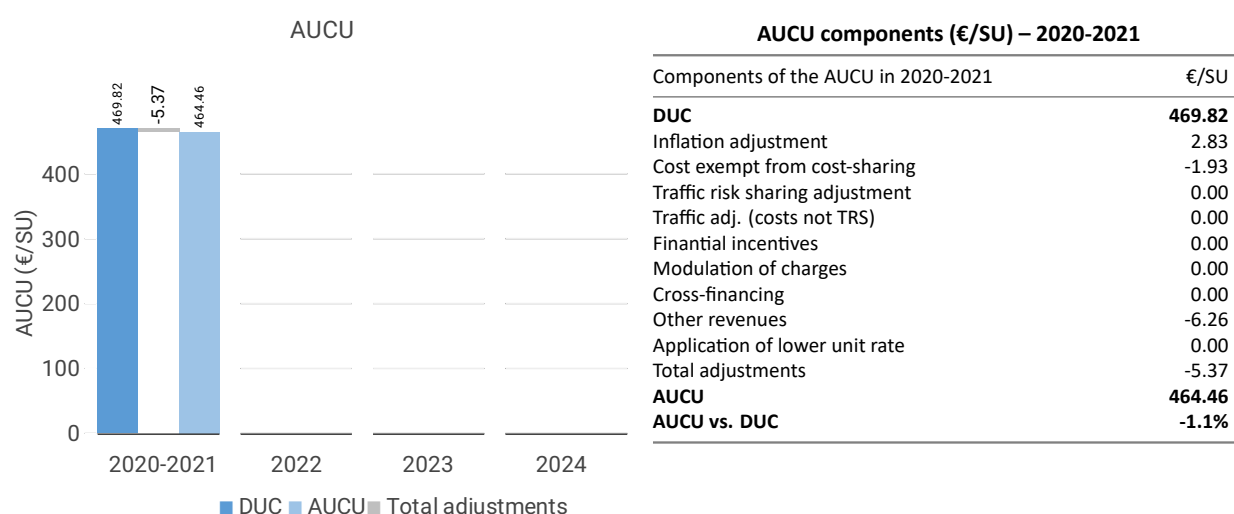 AUCU
469.82
-5.37
464.46
400
300
200
100
0
AUCU (€/SU)
2020-2021
2022
2023
2024
DUC AUCU Total adjustments
AUCU components (€/SU) – 2020-2021
Components of the AUCU in 2020-2021 €/SU
DUC 469.82
Inflation adjustment 2.83
Cost exempt from cost-sharing -1.93
Traffic risk sharing adjustment 0.00
Traffic adj. (costs not TRS) 0.00
Finantial incentives 0.00
Modulation of charges 0.00
Cross-financing 0.00
Other revenues -6.26
Application of lower unit rate 0.00
Total adjustments -5.37
AUCU 464.46
AUCU vs. DUC -1.1%